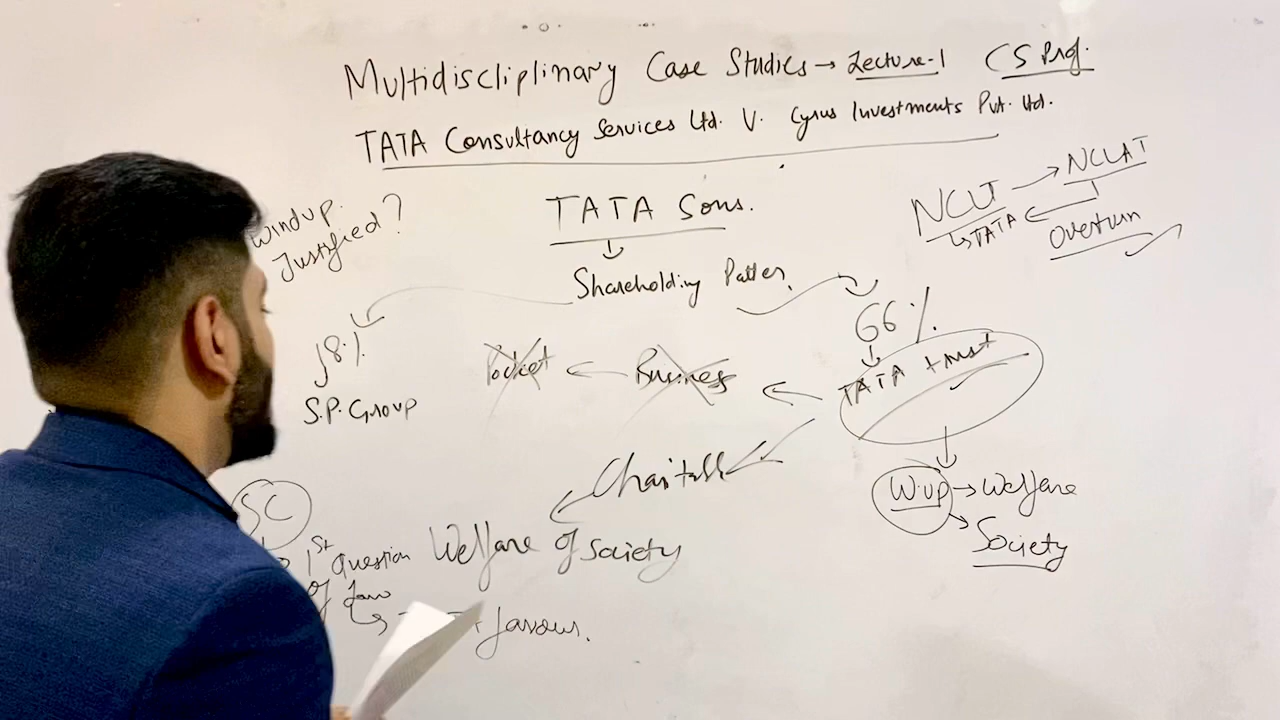 Multidiscliplinary Case Studies → Lecture-1 CS Prof.
TATA Consultancy Services Ltd. V. Cyrus Investments Pvt. Ltd.
Windup. Justified?
TATA Sons.
NCLT → NCLAT
↳ TATA
Overturn
Shareholding Patter
18%
S.P. Group
66%
TATA trust
Business
Pocket
Charitable
Welfare of Society
W.up → Welfare
Society
SC
1st Question
of Law
favour.